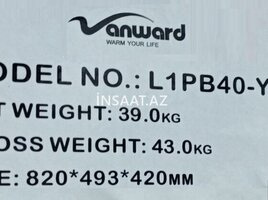 Vanward
WARM YOUR LIFE
ODEL NO.: L1PB40-Y
T WEIGHT: 39.0KG
İNSAAT.AZ
OSS WEIGHT: 43.0KG
E: 820*493*420MM